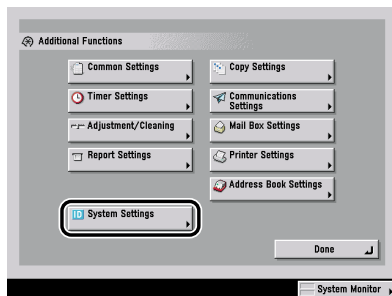 Additional Functions
Common Settings
Copy Settings
Timer Settings
Communications
Settings
Adjustment/Cleaning
Mail Box Settings
Report Settings
Printer Settings
Address Book Settings
ID System Settings
Done
System Monitor